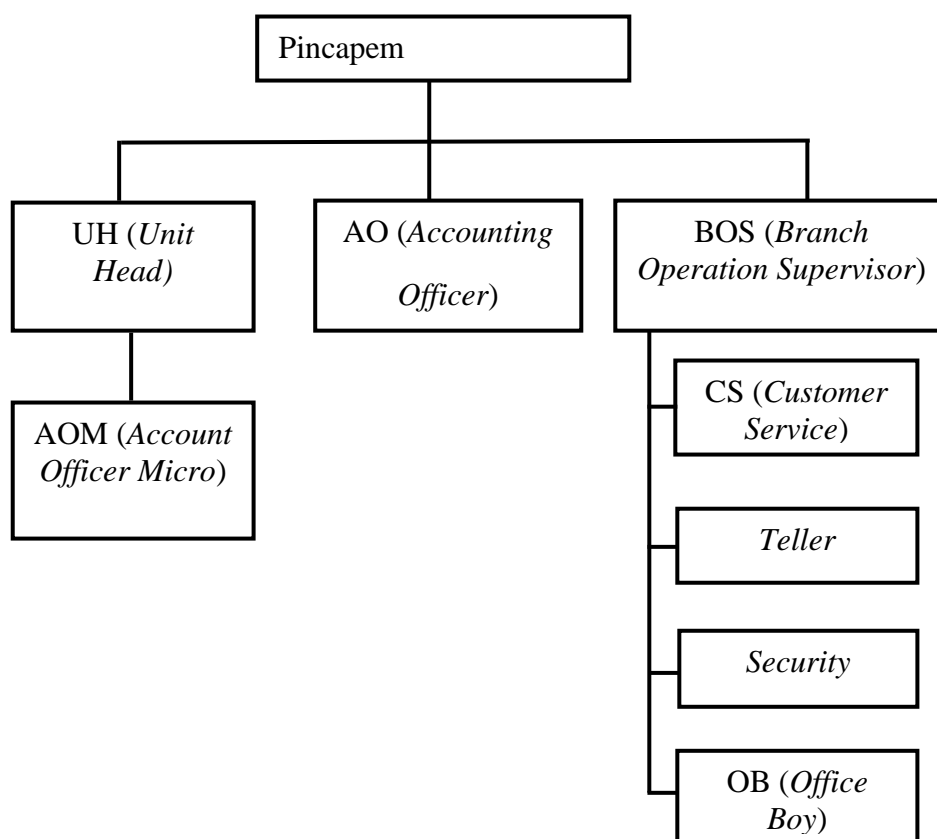 Pincapem
UH (Unit
Head)
AO (Accounting
Officer)
BOS (Branch
Operation Supervisor)
AOM (Account
Officer Micro)
CS (Customer
Service)
Teller
Security
OB (Office
Boy)